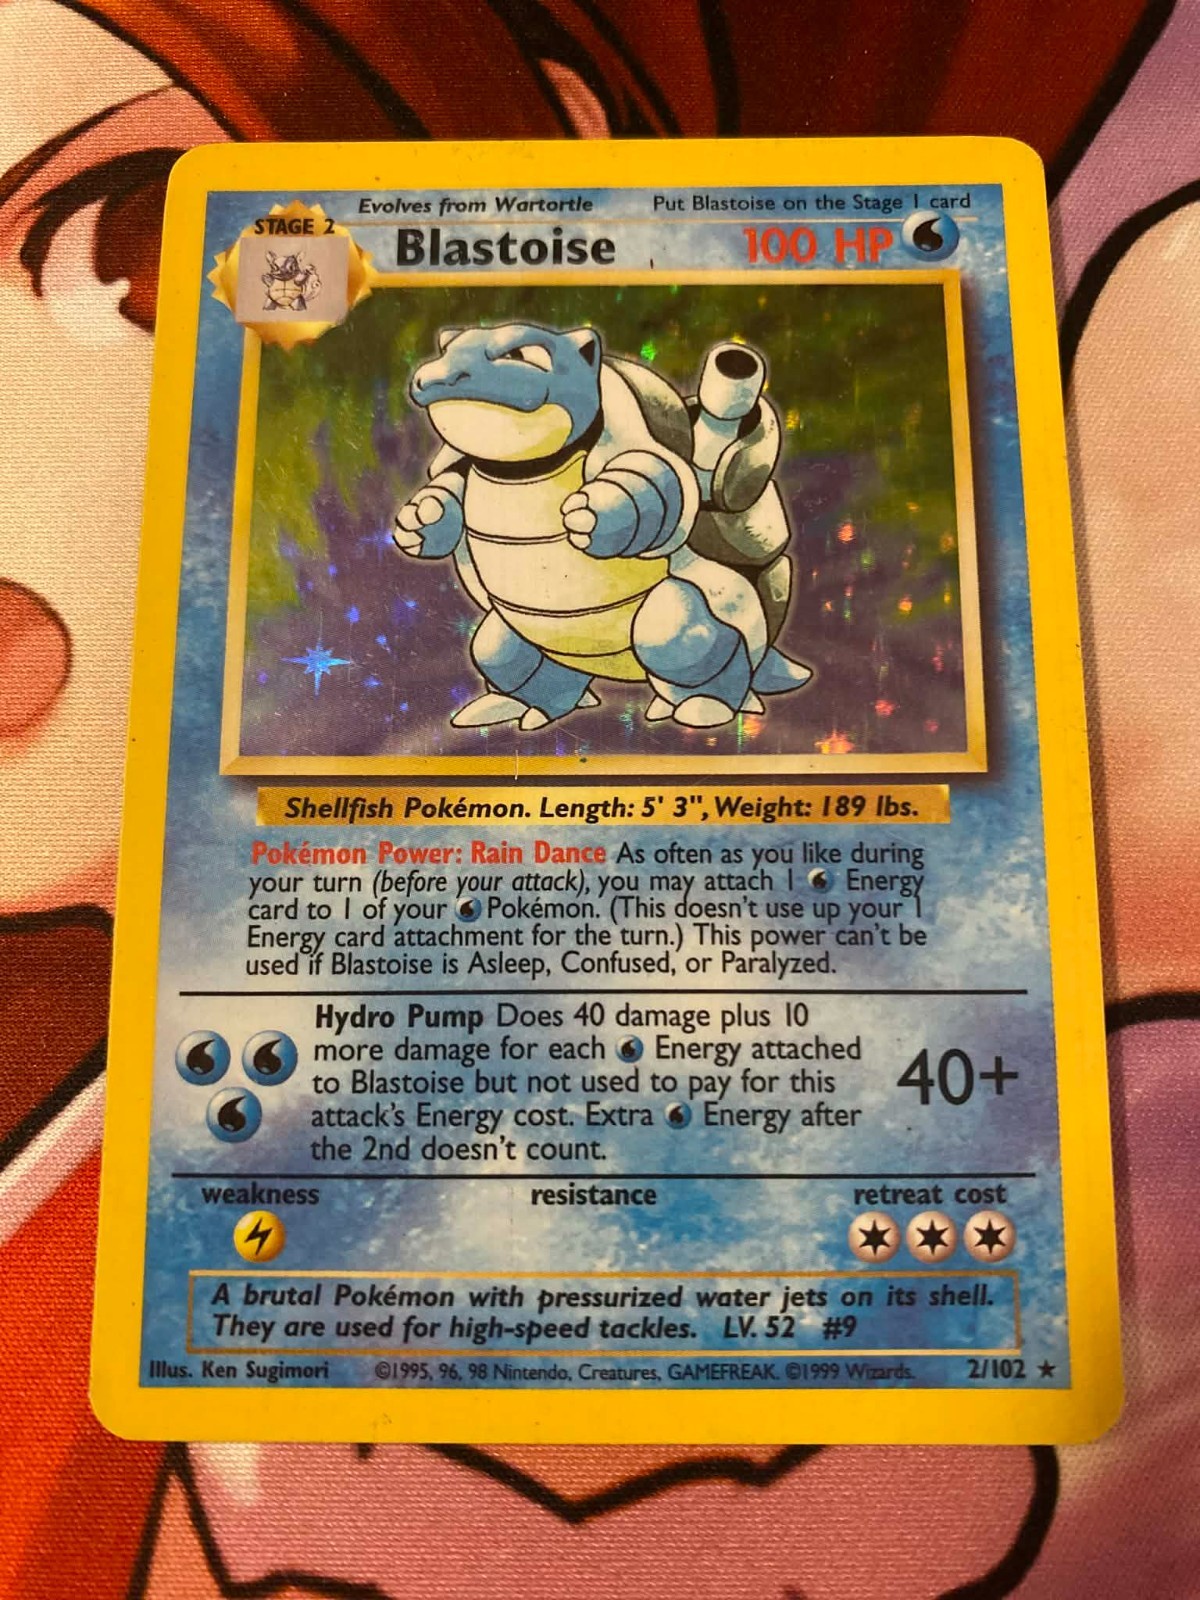 Evolves from Wartortle Put Blastoise on the Stage 1 card
STAGE 2
Blastoise 100 HP
Shellfish Pokémon. Length: 5' 3", Weight: 189 lbs.
Pokémon Power: Rain Dance As often as you like during
your turn (before your attack), you may attach 1 Energy
card to 1 of your Pokémon. (This doesn't use up your 1
Energy card attachment for the turn.) This power can't be
used if Blastoise is Asleep, Confused, or Paralyzed.
Hydro Pump Does 40 damage plus 10
more damage for each Energy attached
to Blastoise but not used to pay for this
attack's Energy cost. Extra Energy after
the 2nd doesn't count.
40+
weakness resistance retreat cost
A brutal Pokémon with pressurized water jets on its shell.
They are used for high-speed tackles. LV. 52 #9
Illus. Ken Sugimori ©1995, 96, 98 Nintendo, Creatures, GAMEFREAK. ©1999 Wizards. 2/102 ★